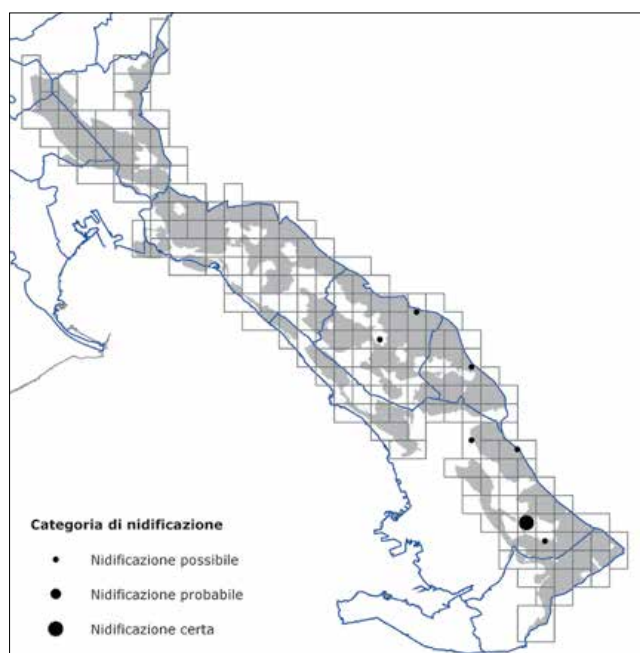 Categoria di nidificazione
Nidificazione possibile
Nidificazione probabile
Nidificazione certa